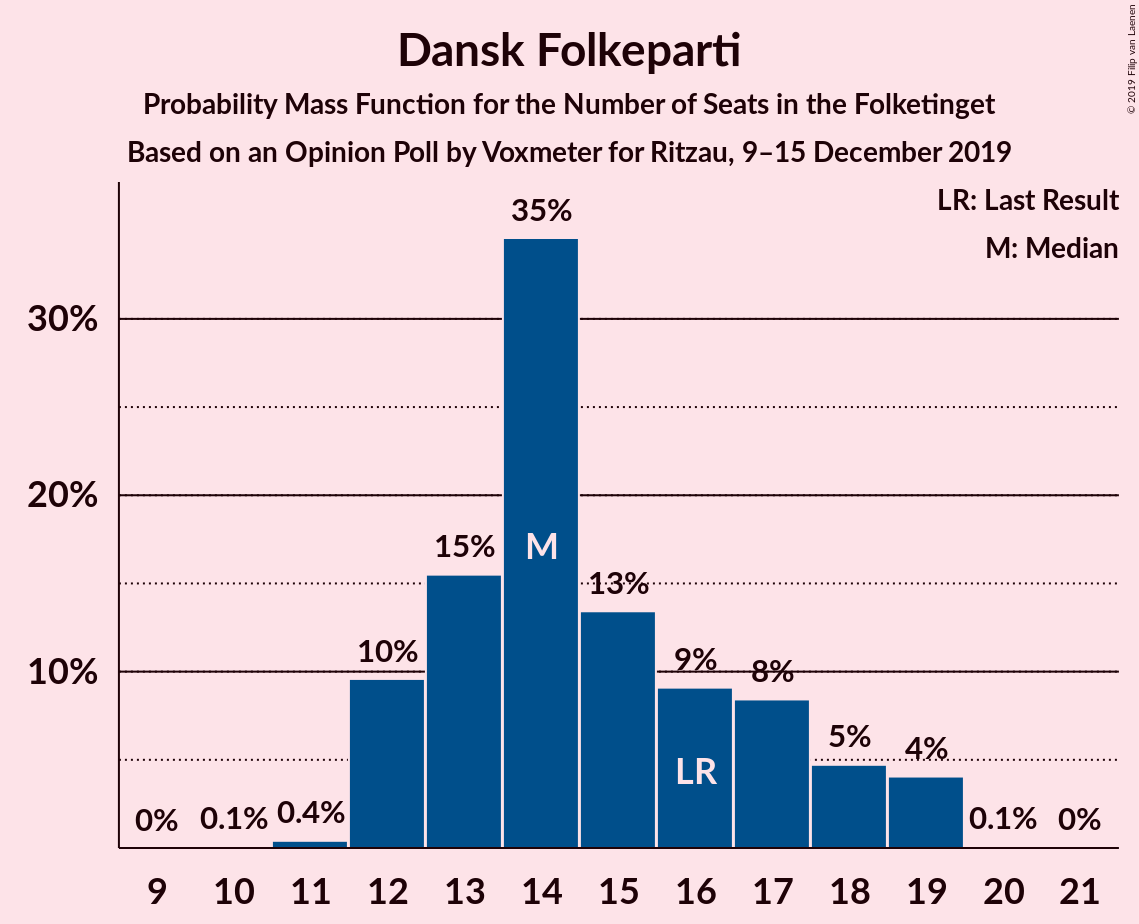 Dansk Folkeparti
Probability Mass Function for the Number of Seats in the Folketinget
Based on an Opinion Poll by Voxmeter for Ritzau, 9–15 December 2019
© 2019 Filip van Laenen
LR: Last Result
M: Median
35%
30%
20%
15%
M
13%
10%
10%
9%
8%
5%
4%
LR
0%
0.1%
0.4%
0.1%
0%
9 10 11 12 13 14 15 16 17 18 19 20 21